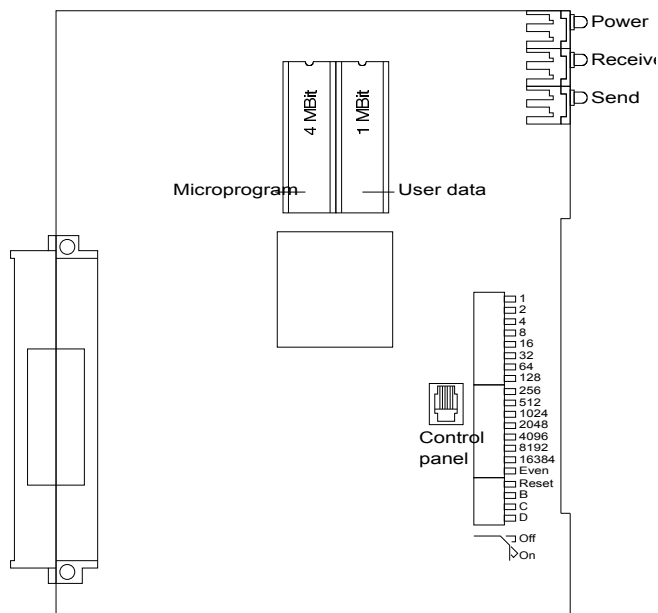 Power
Receive
Send
4 MBit
1 MBit
Microprogram
User data
1
2
4
8
16
32
64
128
256
512
1024
2048
4096
8192
16384
Even
Reset
B
C
D
Control
panel
Off
On